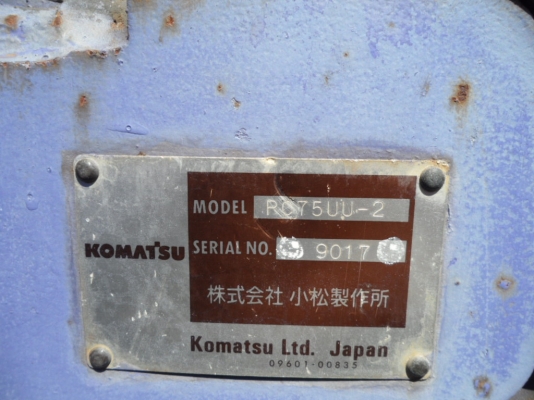 MODEL PC75UU-2
KOMATSU
SERIAL NO. 9017
株式会社 小松製作所
Komatsu Ltd. Japan
09601-00835